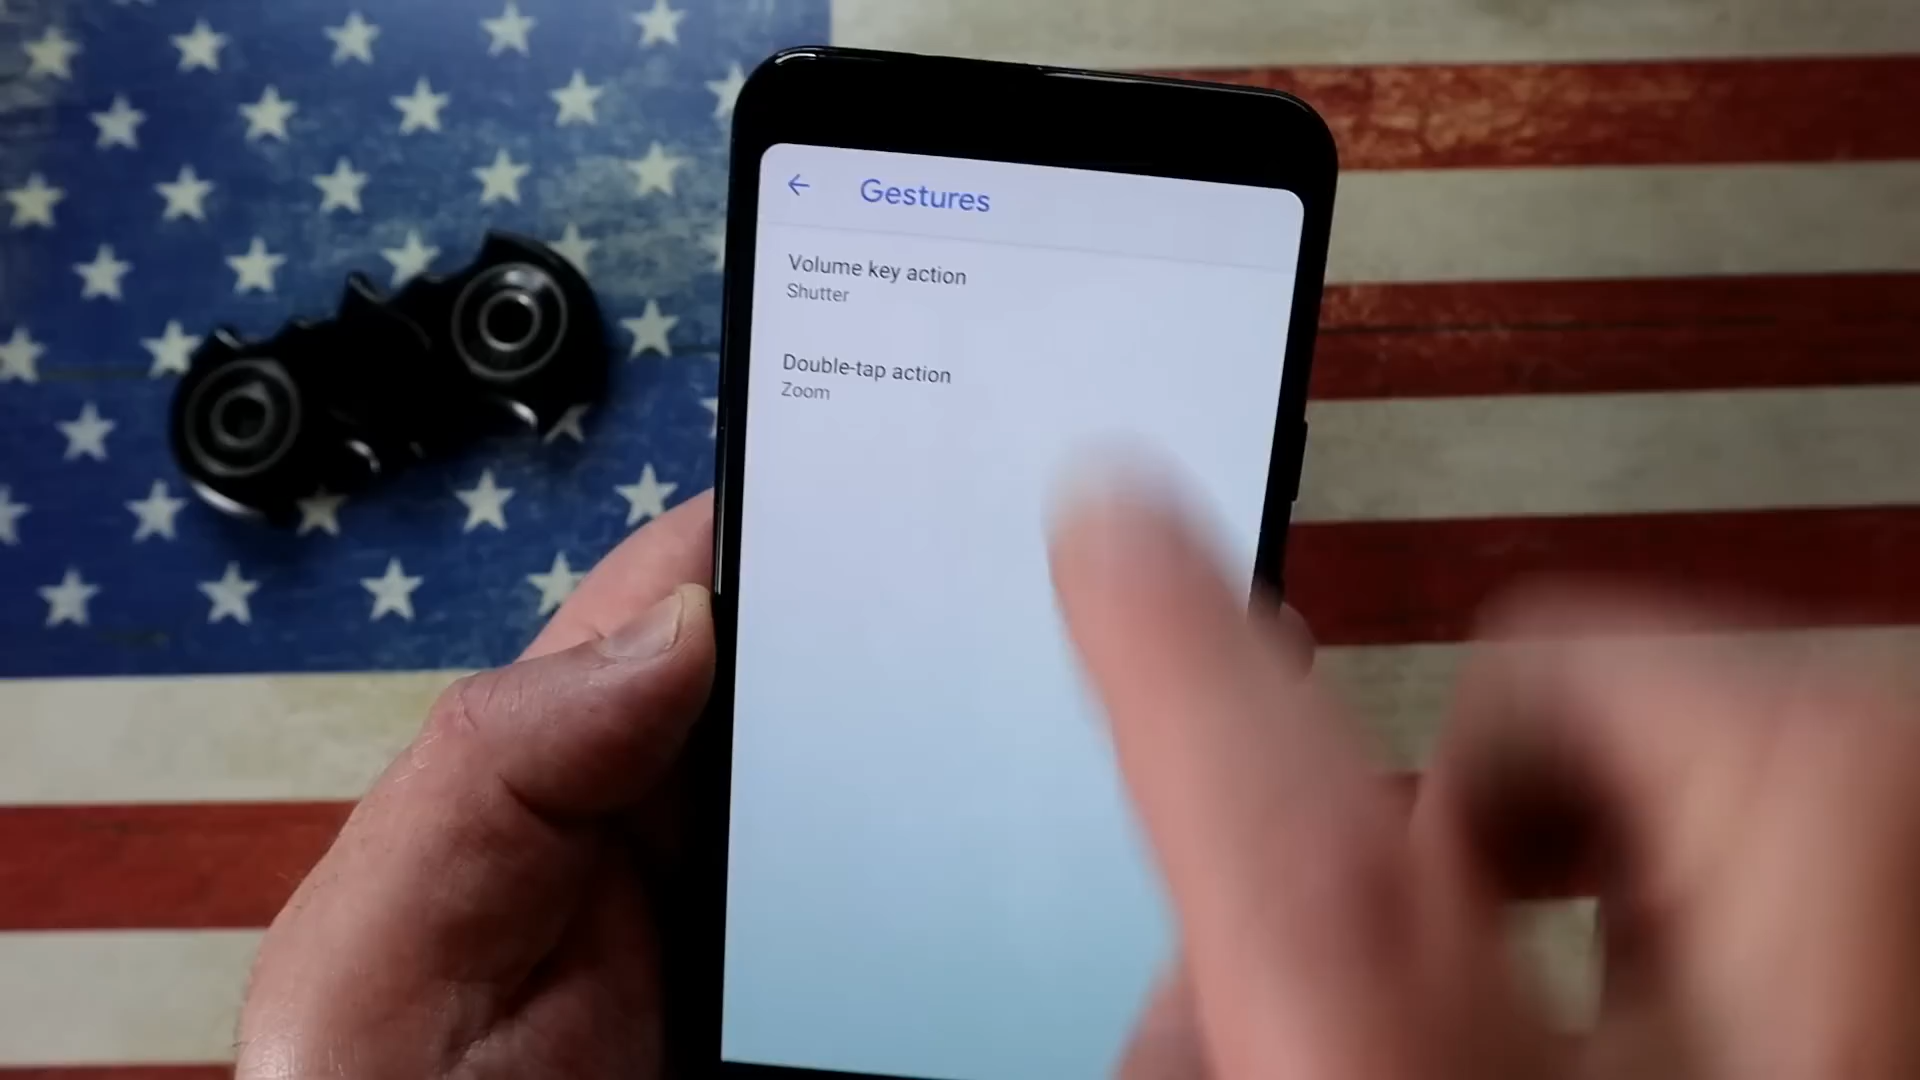 Gestures
Volume key action
Shutter
Double-tap action
Zoom